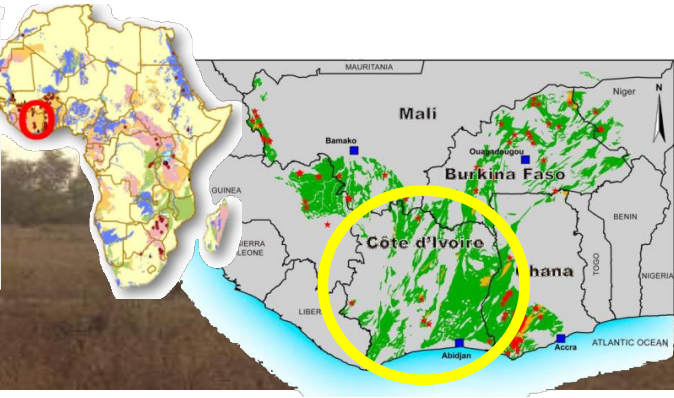 MAURITANIA
N
Niger
Mali
Bamako
Ouagadougou
Burkina Faso
GUINEA
BENIN
Côte d'Ivoire
SIERRA
LEONE
Ghana
TOGO
NIGERIA
LIBER
ATLANTIC OCEAN
Abidjan
Accra